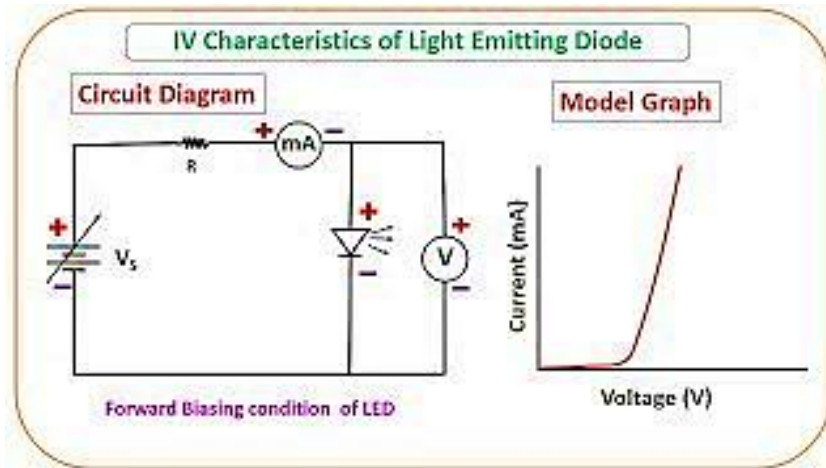 IV Characteristics of Light Emitting Diode
Circuit Diagram
Model Graph
+ mA −
R
+
Vs
−
+
−
+
V
−
Current (mA)
Voltage (V)
Forward Biasing condition of LED